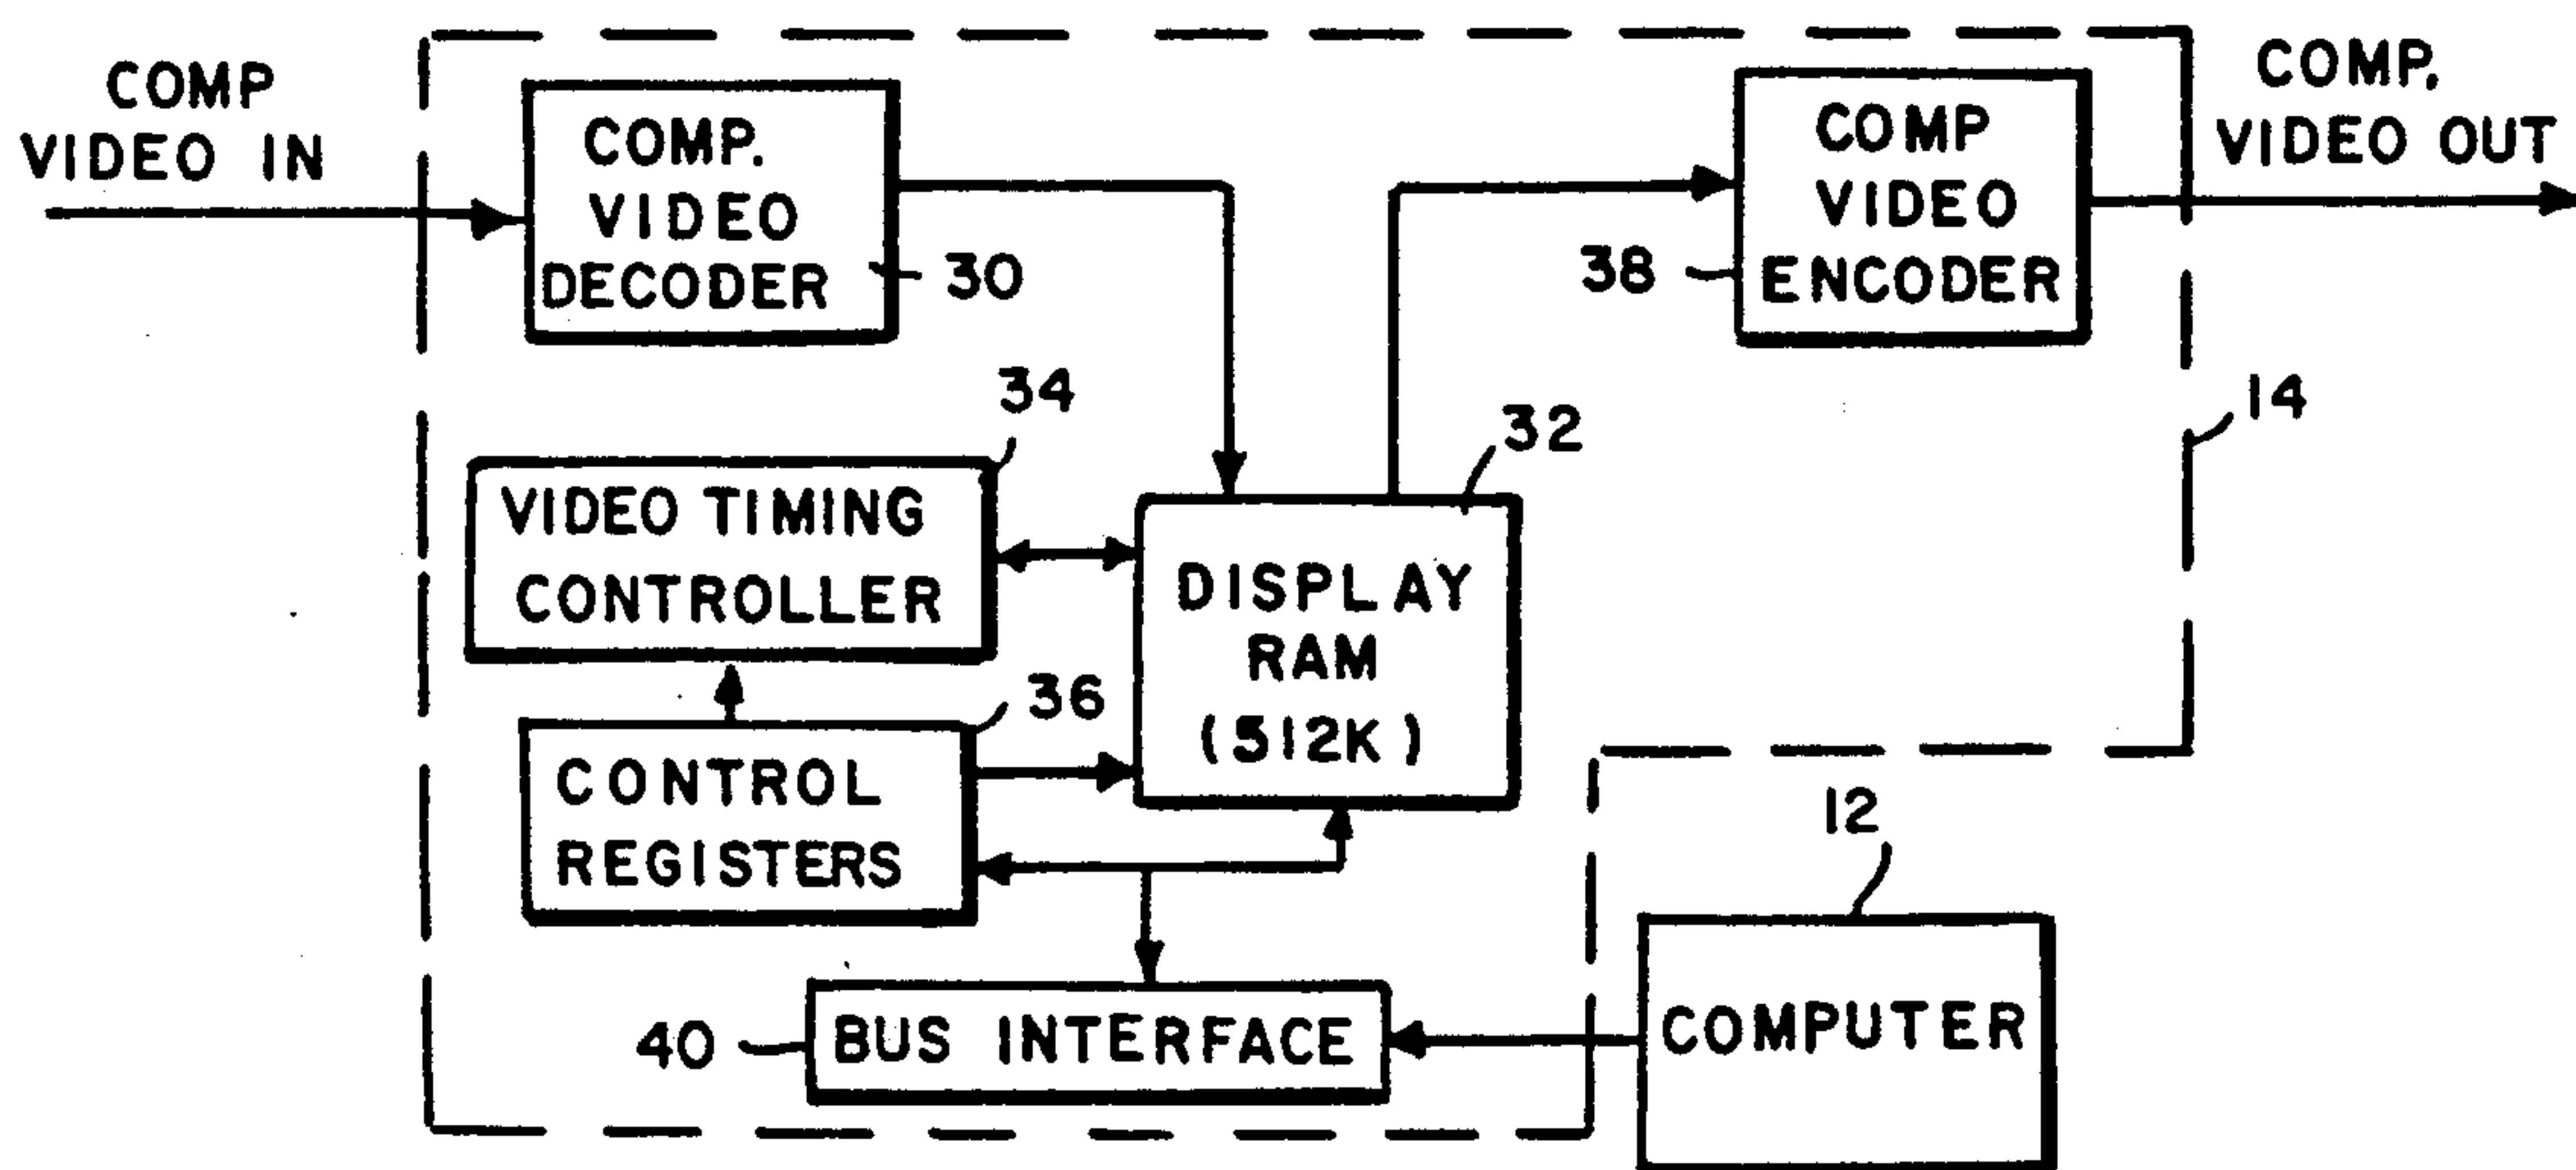 COMP
VIDEO IN
COMP.
VIDEO
DECODER
30
COMP
VIDEO
ENCODER
38
COMP.
VIDEO OUT
14
34
VIDEO TIMING
CONTROLLER
32
DISPLAY
RAM
(512K)
36
CONTROL
REGISTERS
12
COMPUTER
40
BUS INTERFACE